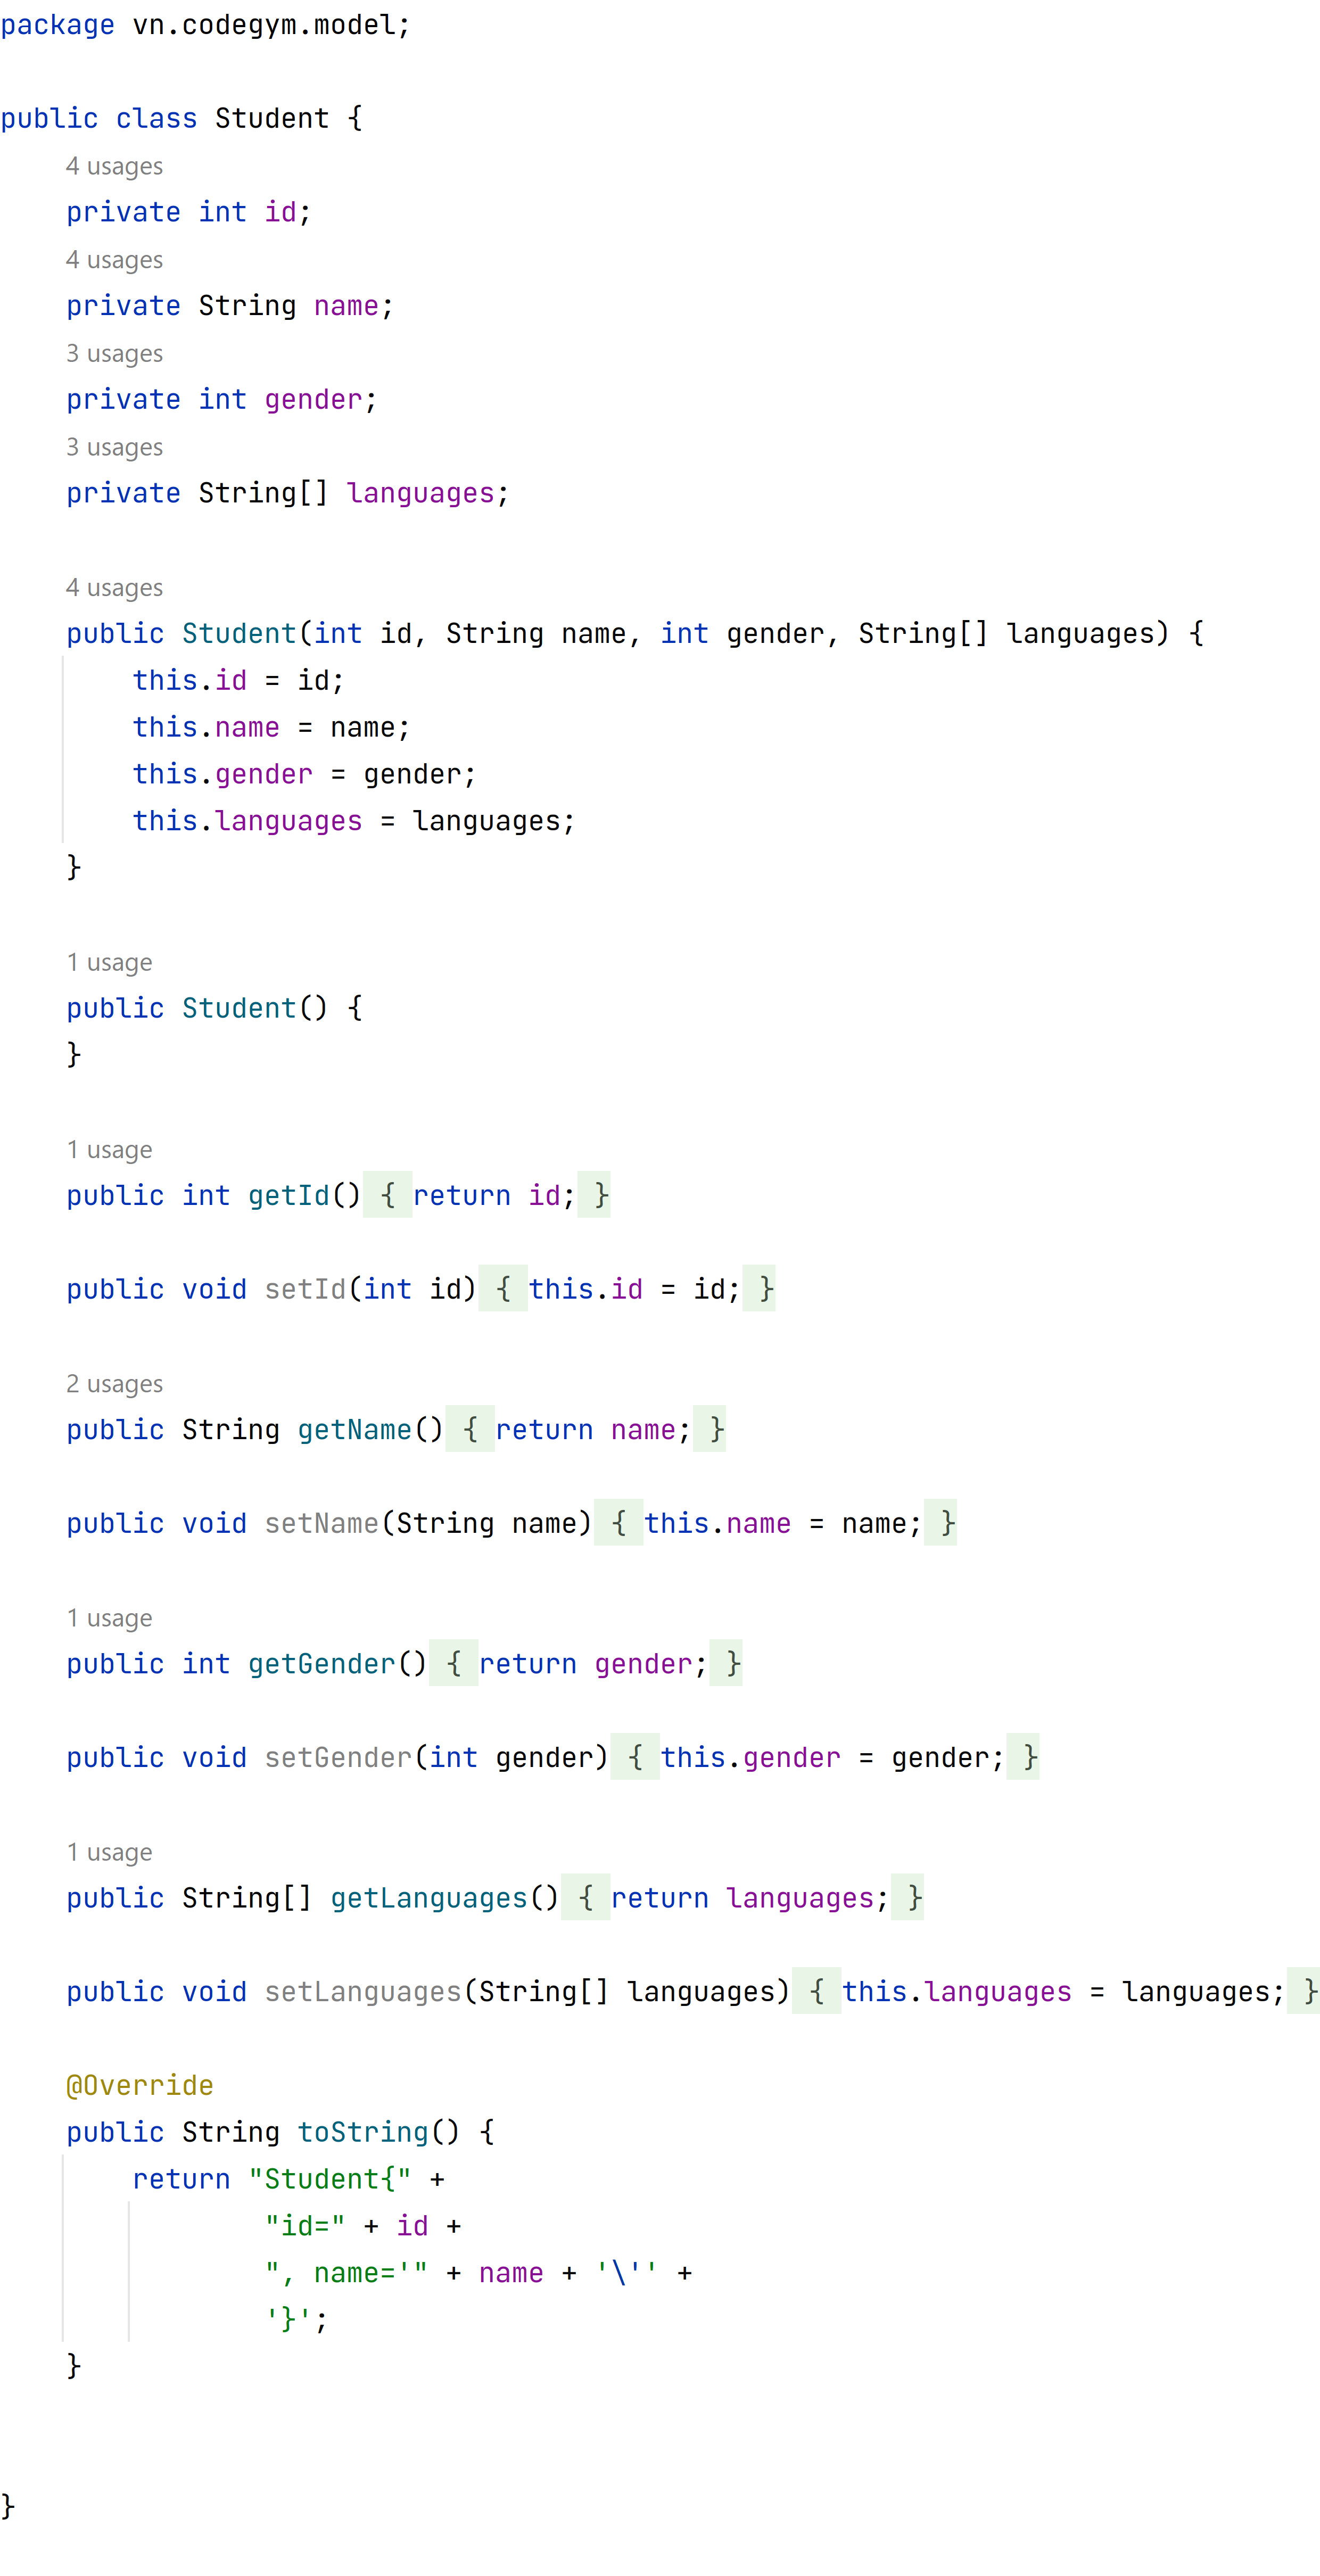 package vn.codegym.model;
public class Student {
4 usages
private int id;
4 usages
private String name;
3 usages
private int gender;
3 usages
private String[] languages;
4 usages
public Student(int id, String name, int gender, String[] languages) {
this.id = id;
this.name = name;
this.gender = gender;
this.languages = languages;
}
1 usage
public Student() {
}
1 usage
public int getId() { return id; }
public void setId(int id) { this.id = id; }
2 usages
public String getName() { return name; }
public void setName(String name) { this.name = name; }
1 usage
public int getGender() { return gender; }
public void setGender(int gender) { this.gender = gender; }
1 usage
public String[] getLanguages() { return languages; }
public void setLanguages(String[] languages) { this.languages = languages; }
@Override
public String toString() {
return "Student{" +
"id=" + id +
", name='" + name + '\'' +
'}';
}
}